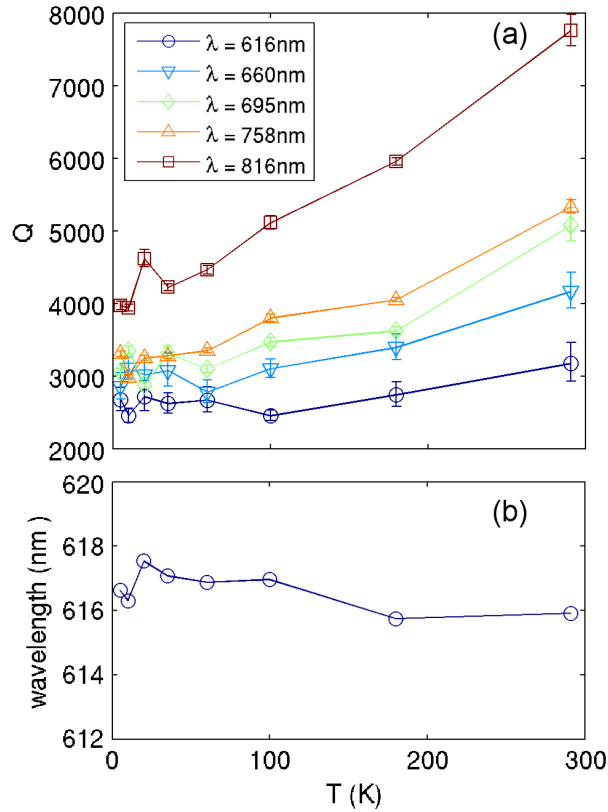 8000
7000
6000
5000
4000
3000
2000
Q
(a)
λ = 616nm
λ = 660nm
λ = 695nm
λ = 758nm
λ = 816nm
620
618
616
614
612
wavelength (nm )
(b)
0
100
200
300
T (K)